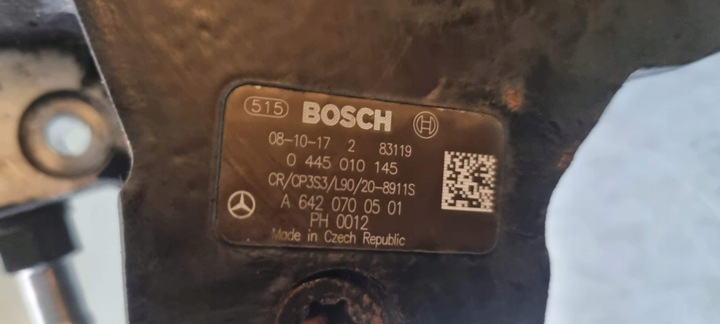 515 BOSCH
08-10-17 2 83119
0 445 010 145
CR/CP3S3/L90/20-8911S
A 642 070 05 01
PH 0012
Made in Czech Republic